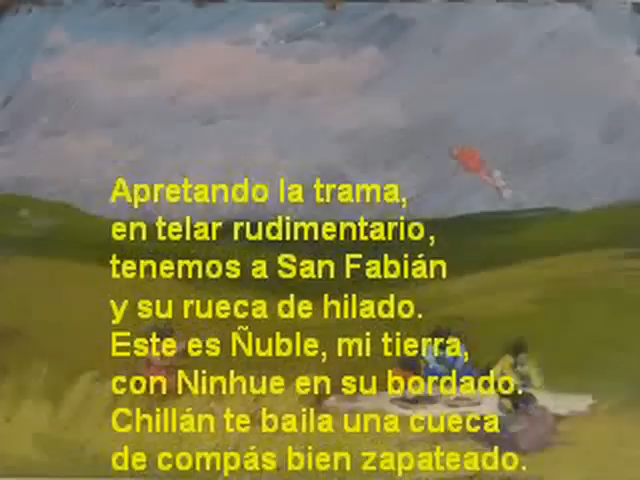 Apretando la trama,
en telar rudimentario,
tenemos a San Fabián
y su rueca de hilado.
Este es Ñuble, mi tierra,
con Ninhue en su bordado.
Chillán te baila una cueca
de compás bien zapateado.